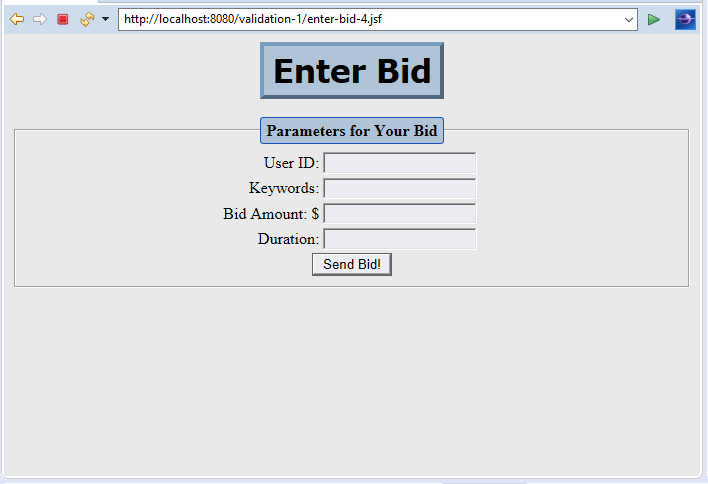 http://localhost:8080/validation-1/enter-bid-4.jsf
Enter Bid
Parameters for Your Bid
User ID:
Keywords:
Bid Amount: $
Duration:
Send Bid!